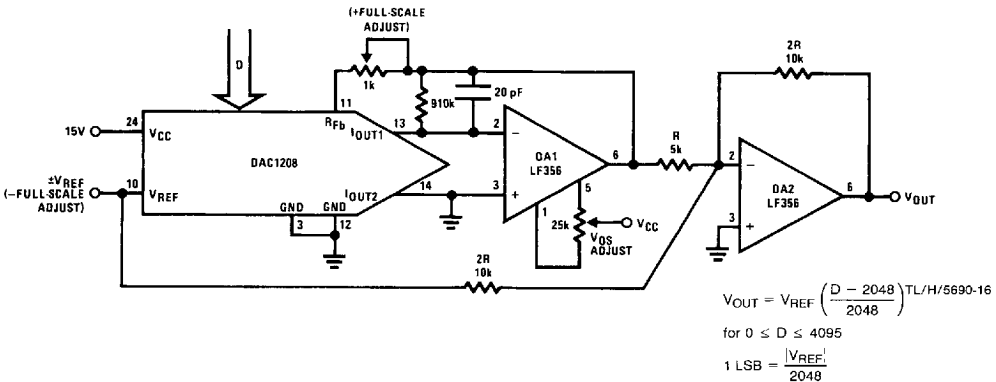 (+FULL-SCALE
ADJUST)
D
1k
11
910k
20 pF
2R
10k
15V
24
VCC
RFb
13
IOUT1
2
−
DAC1208
OA1
LF356
6
R
5k
2
−
OA2
LF356
6
VOUT
±VREF
(−FULL-SCALE
ADJUST)
10
VREF
IOUT2
14
3
+
5
3
+
GND
3
GND
12
1
25k
VCC
VOS
ADJUST
2R
10k
VOUT = VREF (D − 2048 / 2048) TL/H/5690-16
for 0 ≤ D ≤ 4095
1 LSB = |VREF| / 2048